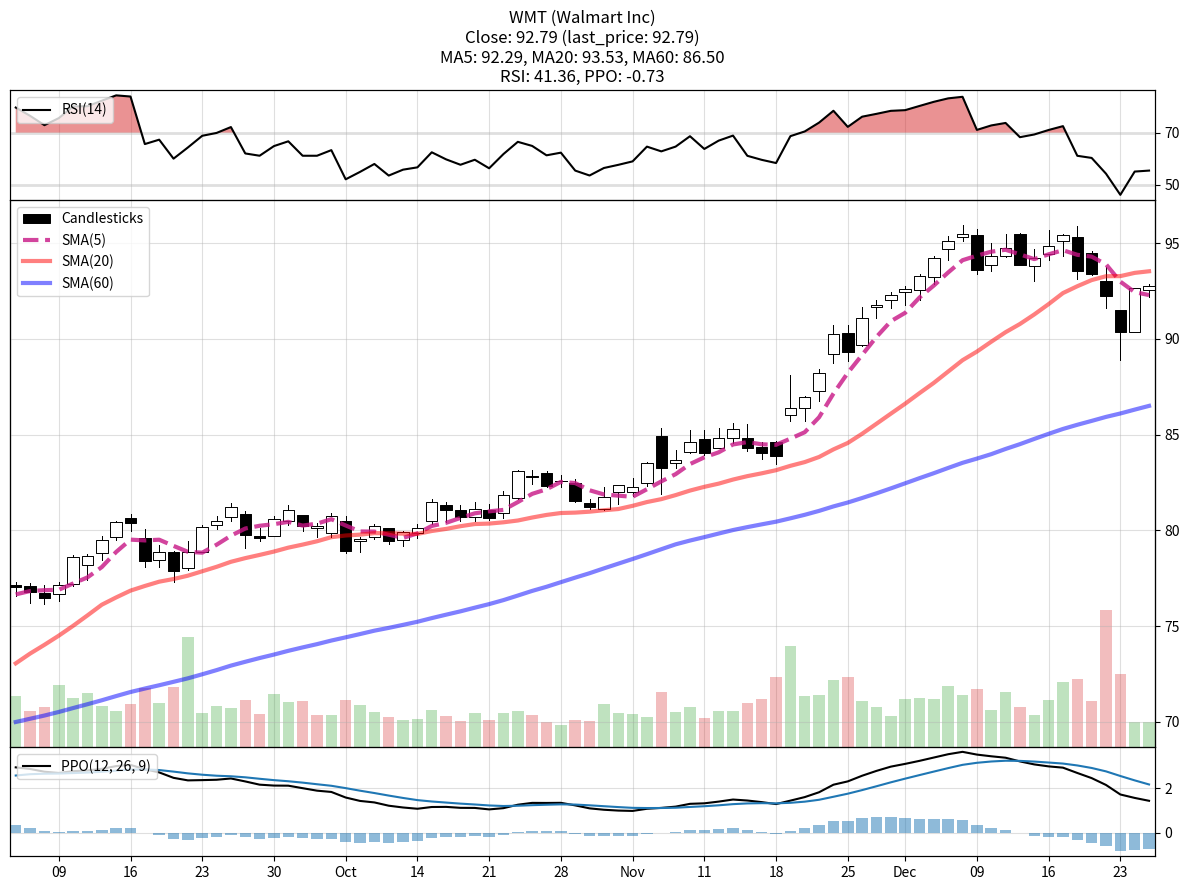 WMT (Walmart Inc)
Close: 92.79 (last_price: 92.79)
MA5: 92.29, MA20: 93.53, MA60: 86.50
RSI: 41.36, PPO: -0.73
RSI(14)
70
50
Candlesticks
SMA(5)
SMA(20)
SMA(60)
95
90
85
80
75
70
PPO(12, 26, 9)
2
0
09 16 23 30 Oct 14 21 28 Nov 11 18 25 Dec 09 16 23